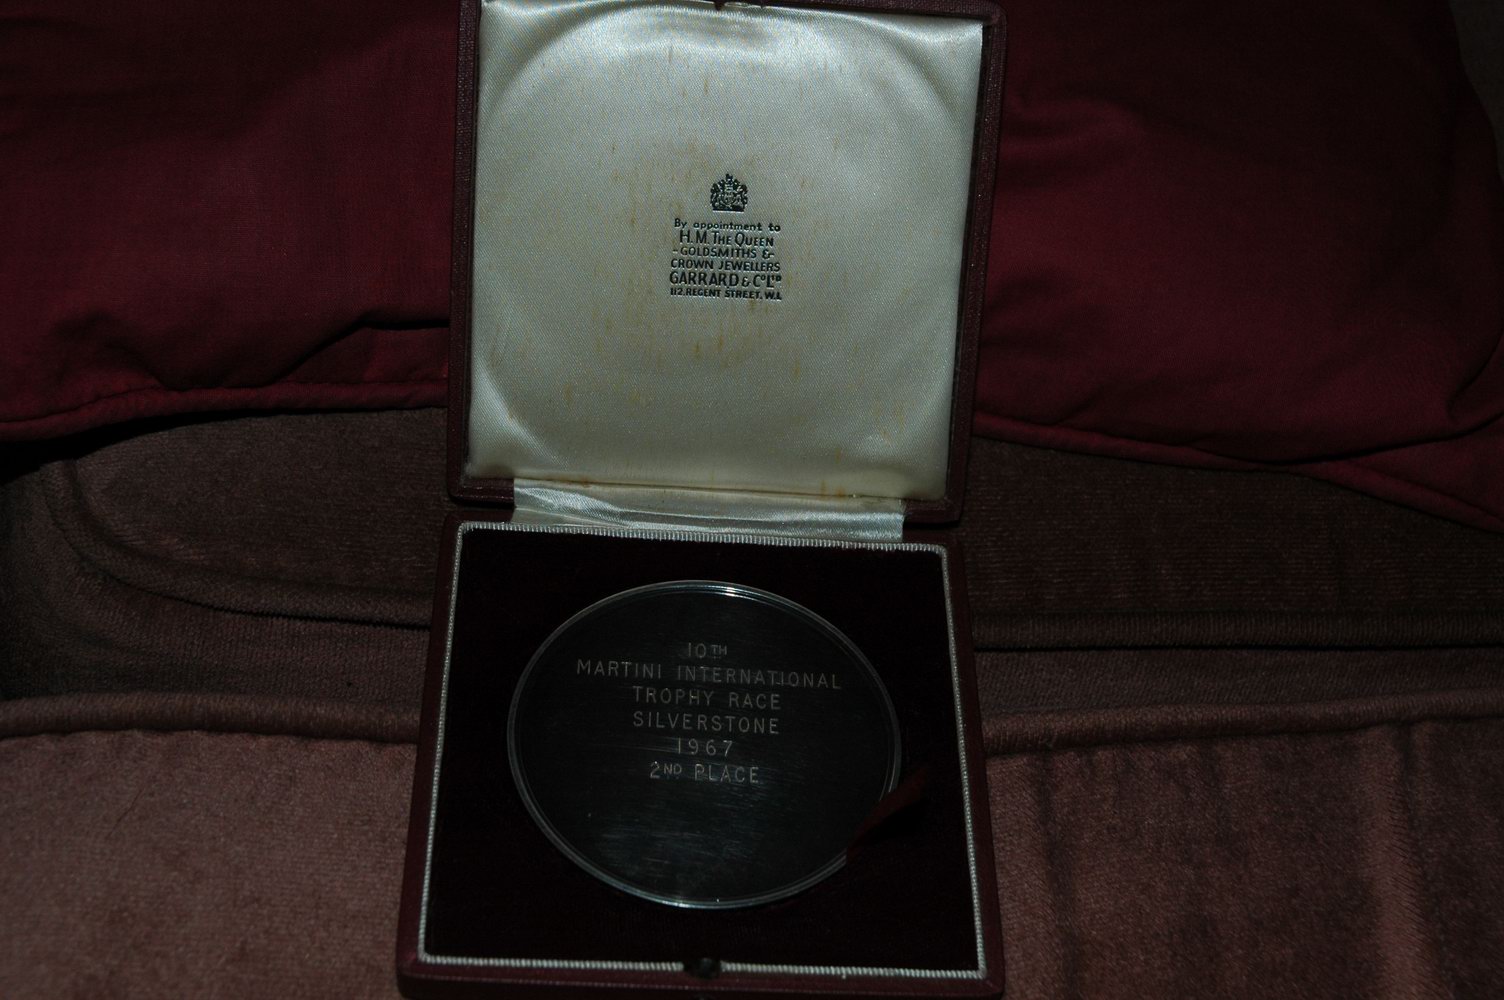 By appointment to
H.M. THE QUEEN
-GOLDSMITHS &-
CROWN JEWELLERS
GARRARD & Co LTD
112, REGENT STREET, W.1.
10TH
MARTINI INTERNATIONAL
TROPHY RACE
SILVERSTONE
1967
2ND PLACE